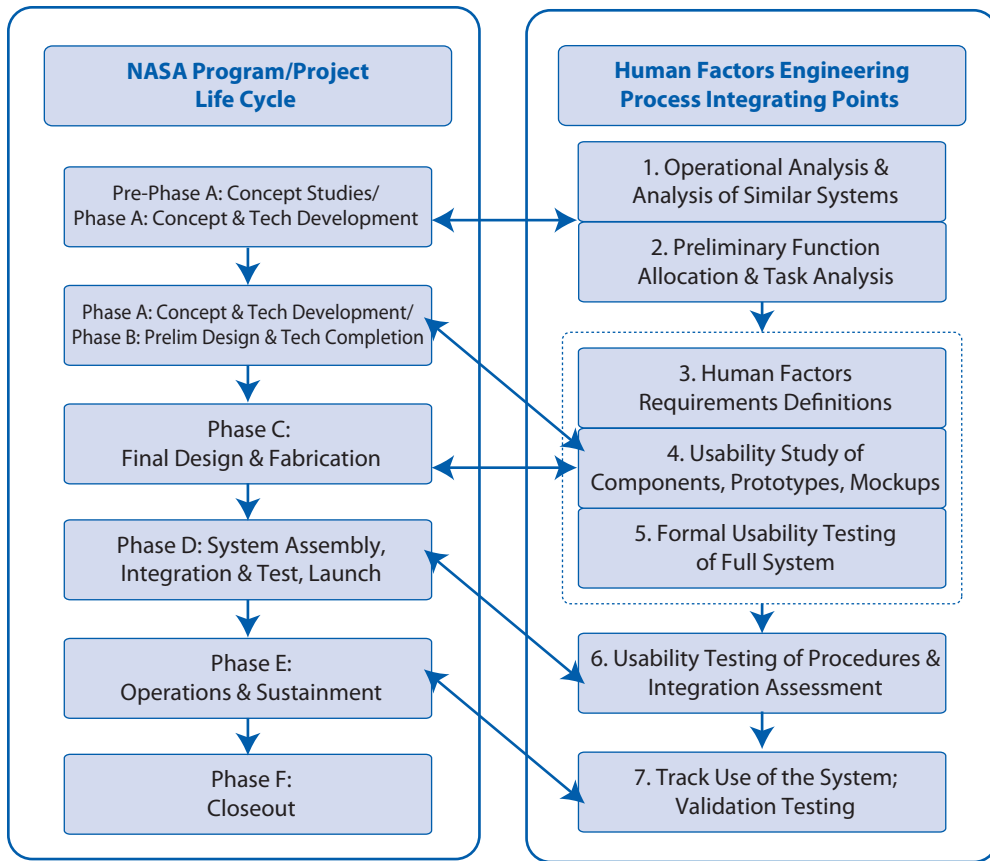 NASA Program/Project
Life Cycle
Pre-Phase A: Concept Studies/
Phase A: Concept & Tech Development
Phase A: Concept & Tech Development/
Phase B: Prelim Design & Tech Completion
Phase C:
Final Design & Fabrication
Phase D: System Assembly,
Integration & Test, Launch
Phase E:
Operations & Sustainment
Phase F:
Closeout
Human Factors Engineering
Process Integrating Points
1. Operational Analysis &
Analysis of Similar Systems
2. Preliminary Function
Allocation & Task Analysis
3. Human Factors
Requirements Definitions
4. Usability Study of
Components, Prototypes, Mockups
5. Formal Usability Testing
of Full System
6. Usability Testing of Procedures &
Integration Assessment
7. Track Use of the System;
Validation Testing